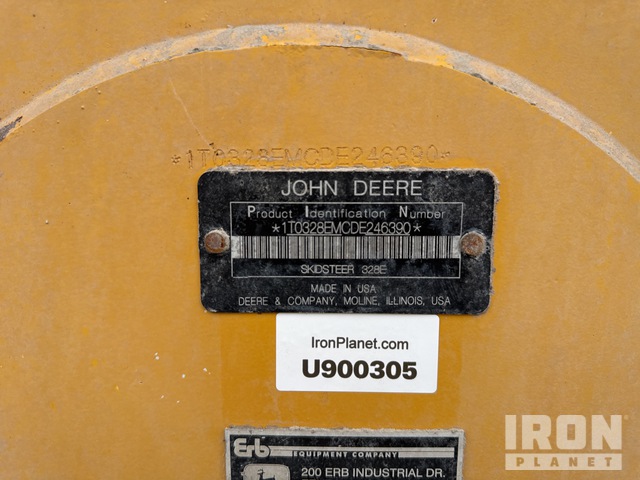 *1T0328EMCDE246390*
JOHN DEERE
Product Identification Number
*1T0328EMCDE246390*
SKIDSTEER 328E
MADE IN USA
DEERE & COMPANY, MOLINE, ILLINOIS, USA
IronPlanet.com
U900305
Erb
EQUIPMENT COMPANY
200 ERB INDUSTRIAL DR.
IRON
PLANET